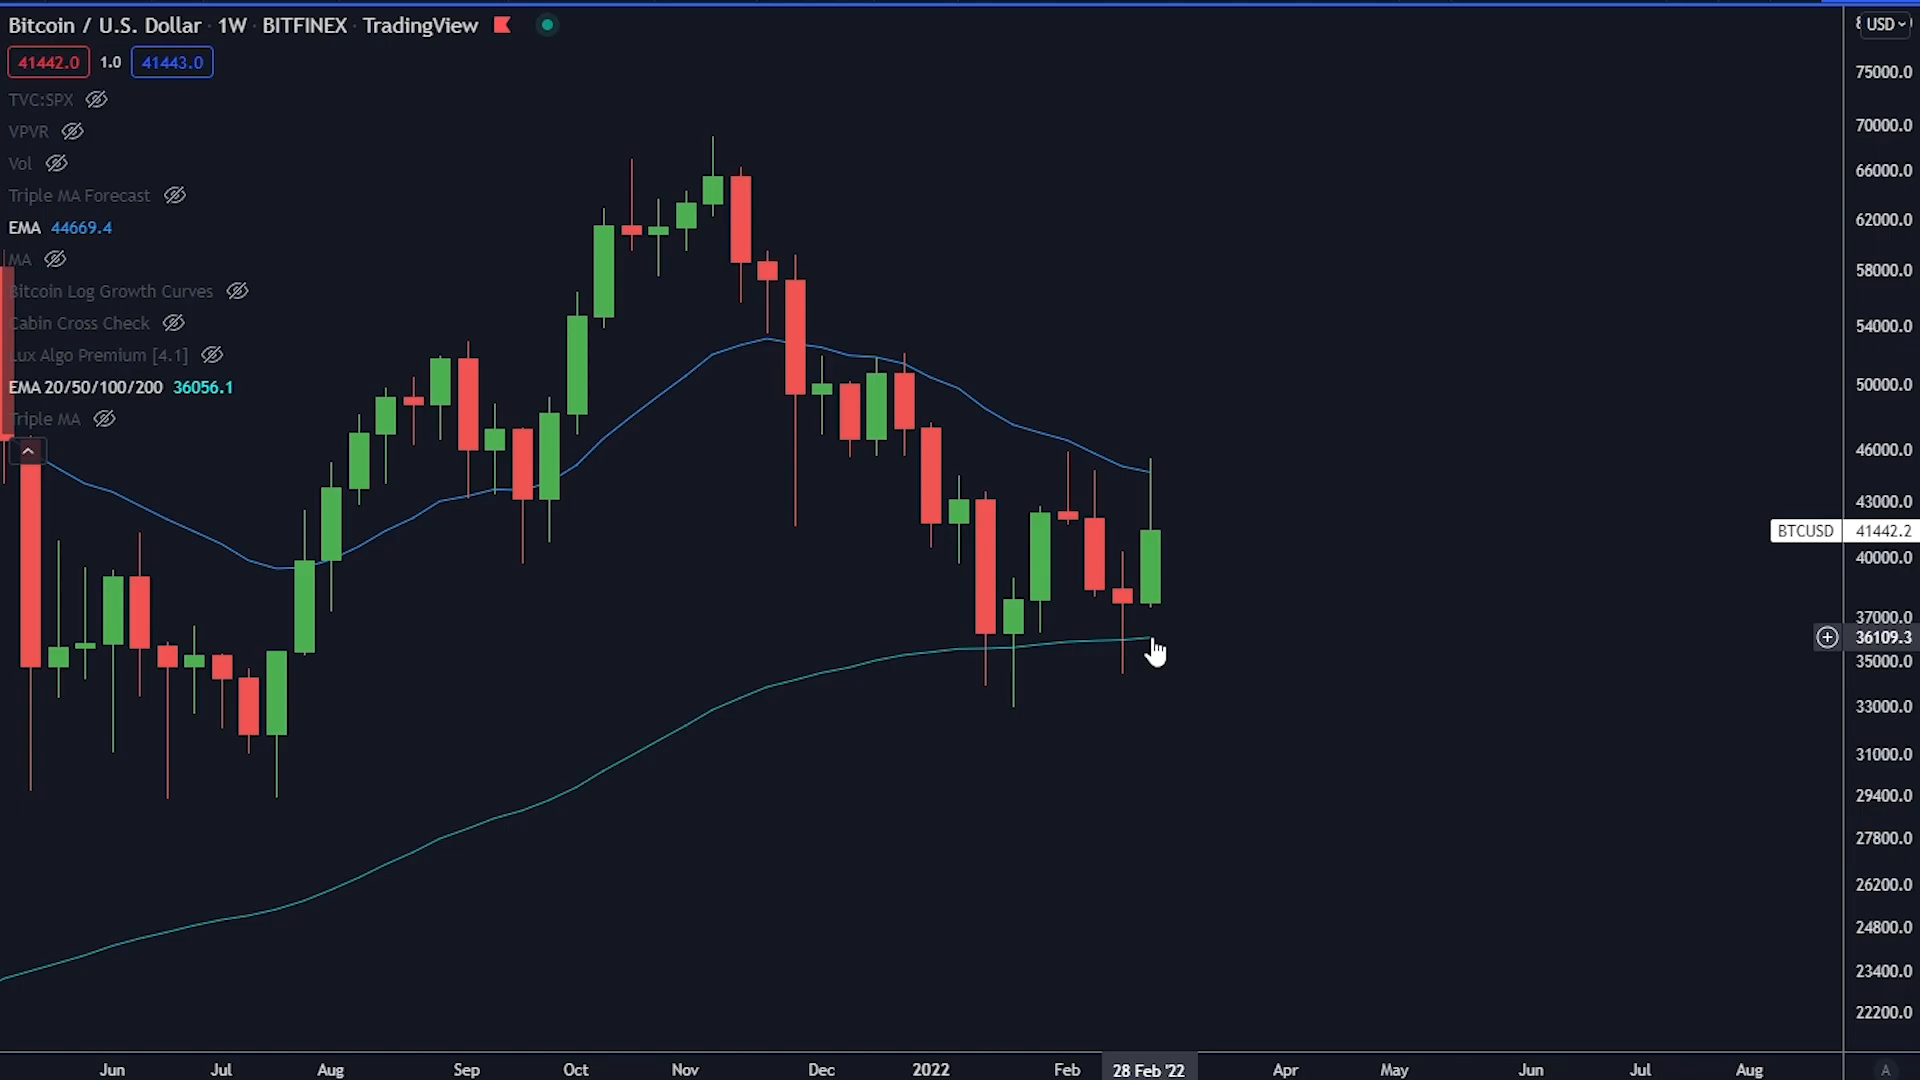 Bitcoin / U.S. Dollar · 1W · BITFINEX · TradingView
41442.0 1.0 41443.0
TVC:SPX
VPVR
Vol
Triple MA Forecast
EMA 44669.4
MA
Bitcoin Log Growth Curves
Cabin Cross Check
Lux Algo Premium [4.1]
EMA 20/50/100/200 36056.1
Triple MA
USD
75000.0
70000.0
66000.0
62000.0
58000.0
54000.0
50000.0
46000.0
43000.0
BTCUSD 41442.2
40000.0
37000.0
36109.3
35000.0
33000.0
31000.0
29400.0
27800.0
26200.0
24800.0
23400.0
22200.0
Jun Jul Aug Sep Oct Nov Dec 2022 Feb 28 Feb '22 Apr May Jun Jul Aug A